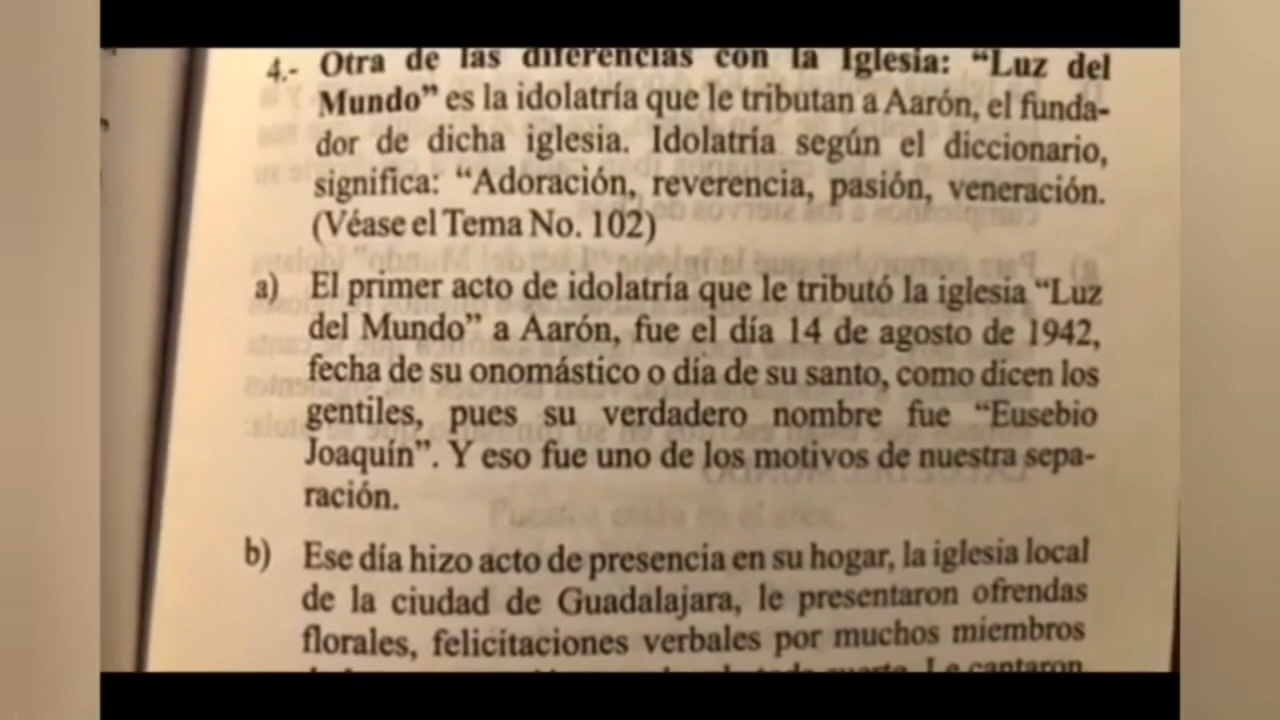 4.- Otra de las diferencias con la Iglesia: “Luz del
Mundo” es la idolatría que le tributan a Aarón, el funda-
dor de dicha iglesia. Idolatría según el diccionario,
significa: “Adoración, reverencia, pasión, veneración.
(Véase el Tema No. 102)
a) El primer acto de idolatría que le tributó la iglesia “Luz
del Mundo” a Aarón, fue el día 14 de agosto de 1942,
fecha de su onomástico o día de su santo, como dicen los
gentiles, pues su verdadero nombre fue “Eusebio
Joaquín”. Y eso fue uno de los motivos de nuestra sepa-
ración.
b) Ese día hizo acto de presencia en su hogar, la iglesia local
de la ciudad de Guadalajara, le presentaron ofrendas
florales, felicitaciones verbales por muchos miembros
Le cantaron